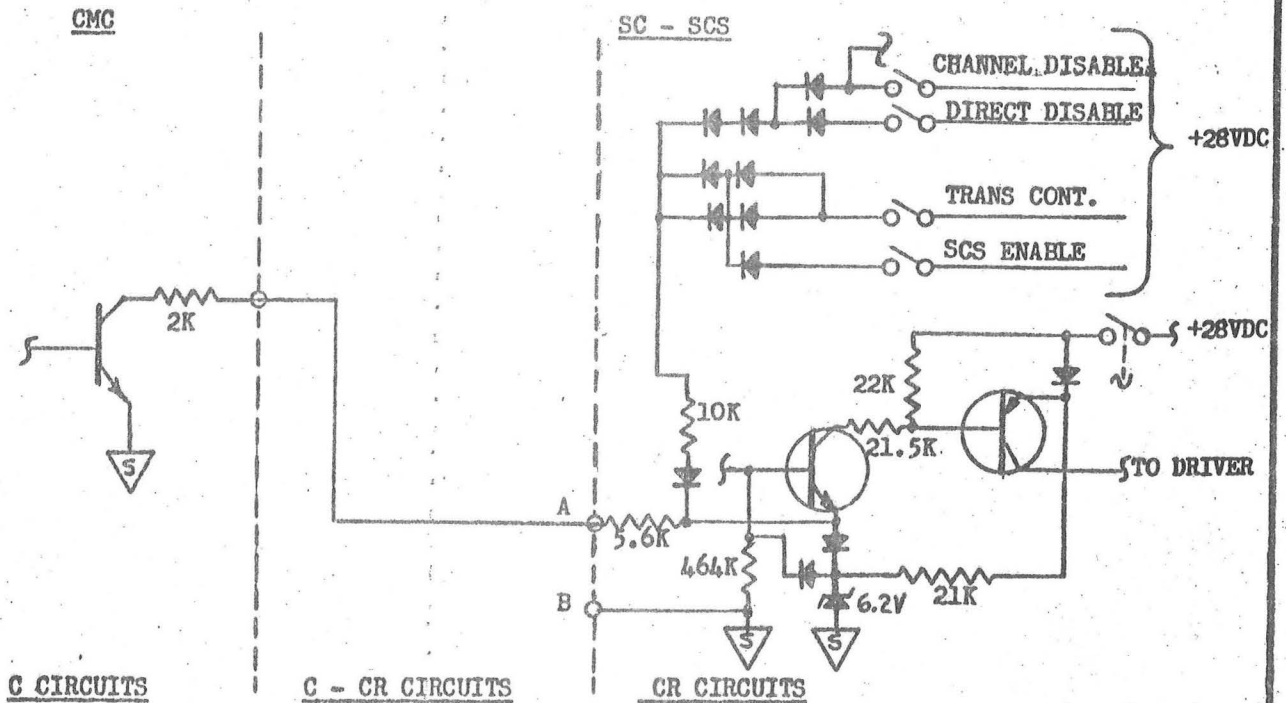 CMC
SC - SCS
CHANNEL DISABLE
DIRECT DISABLE
+28VDC
TRANS CONT.
SCS ENABLE
2K
+28VDC
22K
10K
21.5K
S
TO DRIVER
A
5.6K
464K
21K
B
6.2V
S
S
C CIRCUITS
C - CR CIRCUITS
CR CIRCUITS